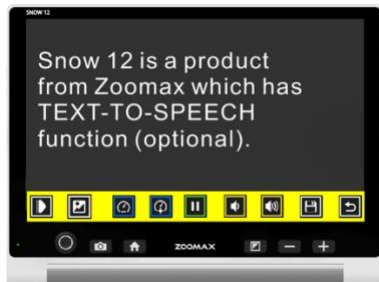 SNOW 12
Snow 12 is a product
from Zoomax which has
TEXT-TO-SPEECH
function (optional).
ZOOMAX